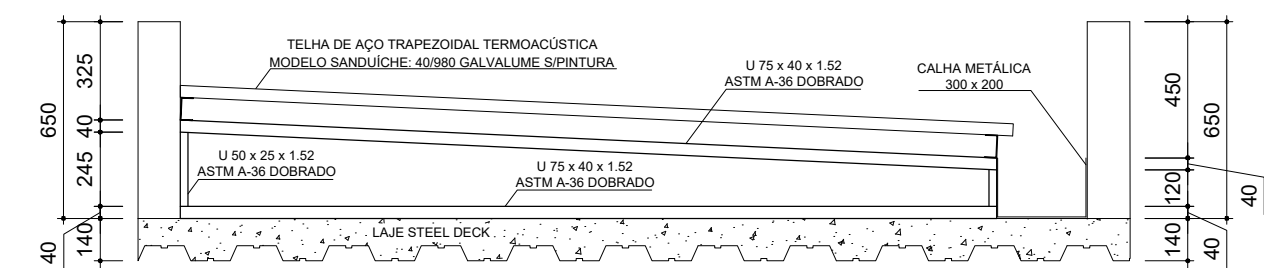 650
325
40
245
40
140
TELHA DE AÇO TRAPEZOIDAL TERMOACÚSTICA
MODELO SANDUÍCHE: 40/980 GALVALUME S/PINTURA
U 75 x 40 x 1.52
ASTM A-36 DOBRADO
CALHA METÁLICA
300 x 200
U 50 x 25 x 1.52
ASTM A-36 DOBRADO
U 75 x 40 x 1.52
ASTM A-36 DOBRADO
LAJE STEEL DECK
450
650
120
40
140
40